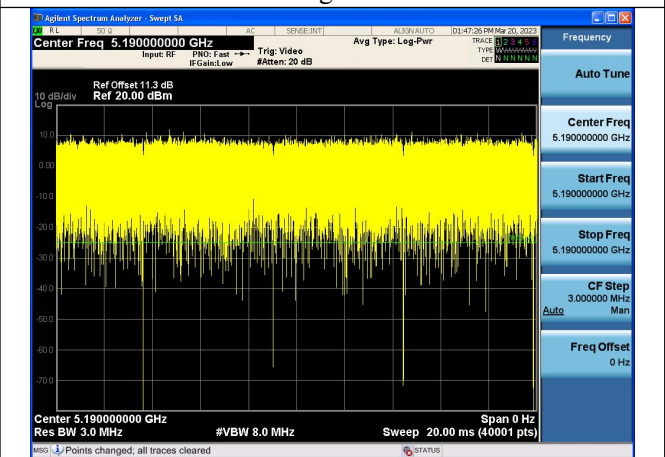 Agilent Spectrum Analyzer - Swept SA
LXI RL 50 Ω AC SENSE:INT ALIGNAUTO 01:47:26 PM Mar 20, 2023 Frequency
Center Freq 5.190000000 GHz Avg Type: Log-Pwr TRACE 1 2 3 4 5 6
Input: RF PNO: Fast Trig: Video TYPE
IFGain:Low #Atten: 20 dB DET N N N N N N
Auto Tune
Ref Offset 11.3 dB
10 dB/div Ref 20.00 dBm
Log
Center Freq
5.190000000 GHz
10.0
0.00
Start Freq
5.190000000 GHz
-10.0
-20.0
Stop Freq
5.190000000 GHz
-30.0
-40.0
CF Step
3.000000 MHz
Auto Man
-50.0
-60.0
Freq Offset
0 Hz
-70.0
Center 5.190000000 GHz Span 0 Hz
Res BW 3.0 MHz #VBW 8.0 MHz Sweep 20.00 ms (40001 pts)
MSG Points changed; all traces cleared STATUS